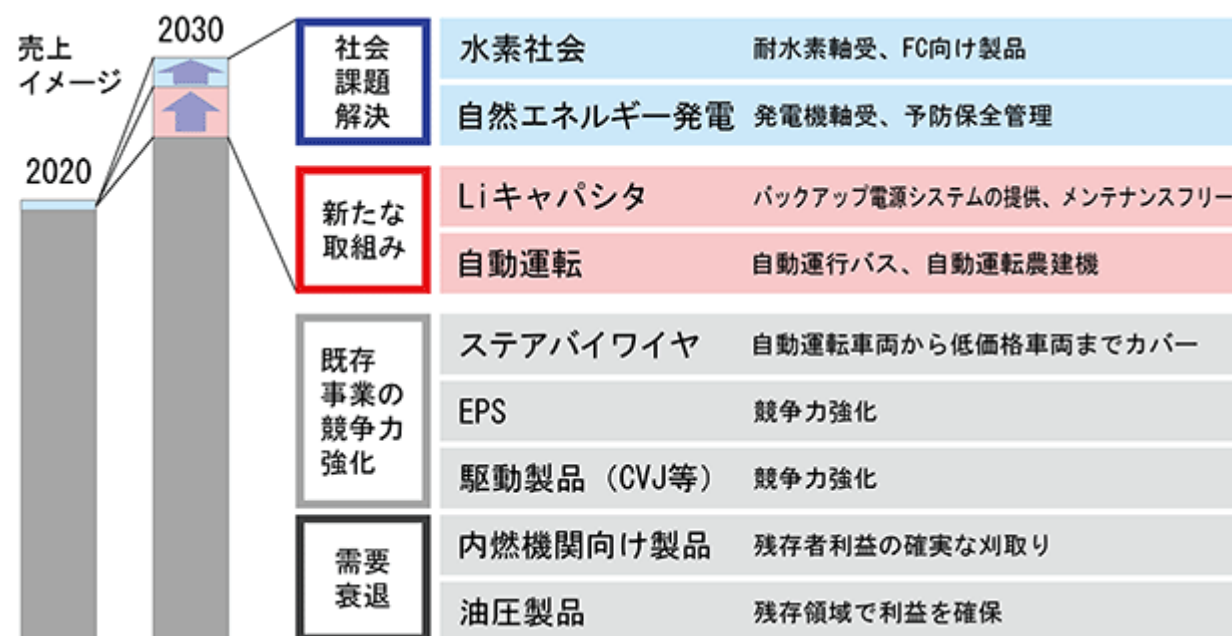 売上
イメージ
2020
2030
社会
課題
解決
水素社会 耐水素軸受、FC向け製品
自然エネルギー発電 発電機軸受、予防保全管理
新たな
取組み
Liキャパシタ バックアップ電源システムの提供、メンテナンスフリー
自動運転 自動運行バス、自動運転農建機
既存
事業の
競争力
強化
ステアバイワイヤ 自動運転車両から低価格車両までカバー
EPS 競争力強化
駆動製品（CVJ等） 競争力強化
需要
衰退
内燃機関向け製品 残存者利益の確実な刈取り
油圧製品 残存領域で利益を確保